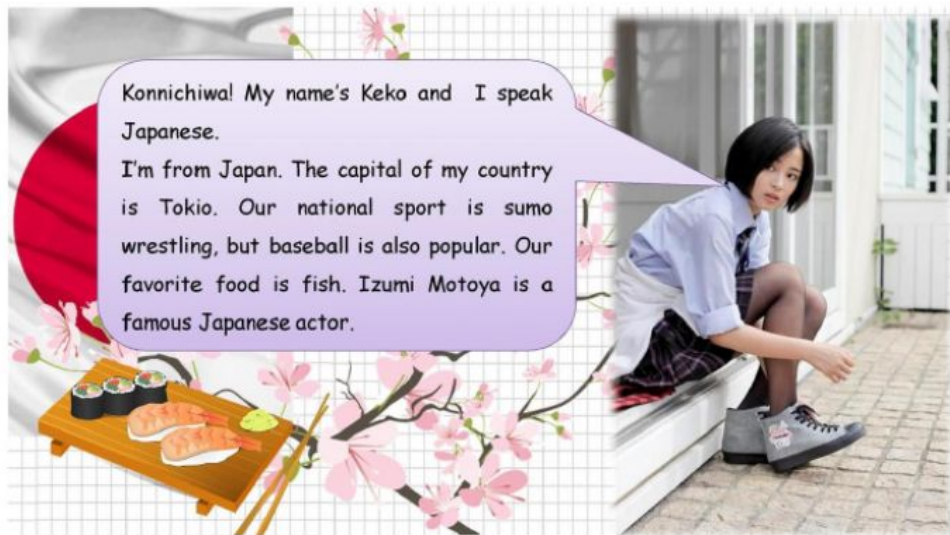 Konnichiwa! My name's Keko and I speak
Japanese.
I'm from Japan. The capital of my country
is Tokio. Our national sport is sumo
wrestling, but baseball is also popular. Our
favorite food is fish. Izumi Motoya is a
famous Japanese actor.